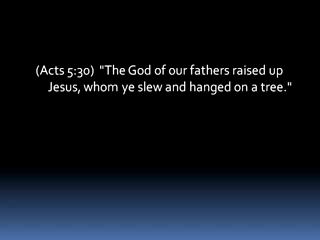 (Acts 5:30) "The God of our fathers raised up
Jesus, whom ye slew and hanged on a tree."